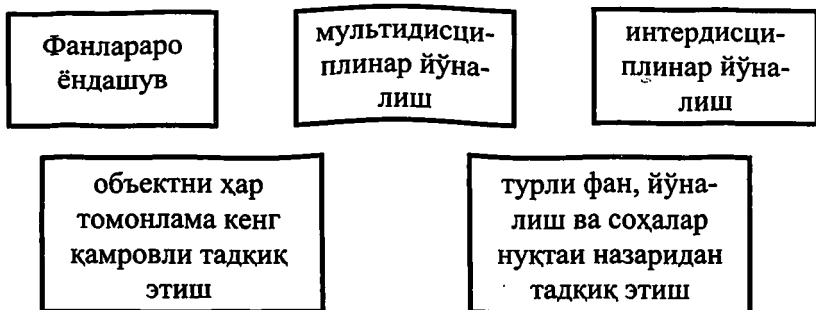 Фанлараро
ёндашув
мультидисци-
плинар йўна-
лиш
интердисци-
плинар йўна-
лиш
объектни ҳар
томонлама кенг
қамровли тадқиқ
этиш
турли фан, йўна-
лиш ва соҳалар
нуқтаи назаридан
тадқиқ этиш